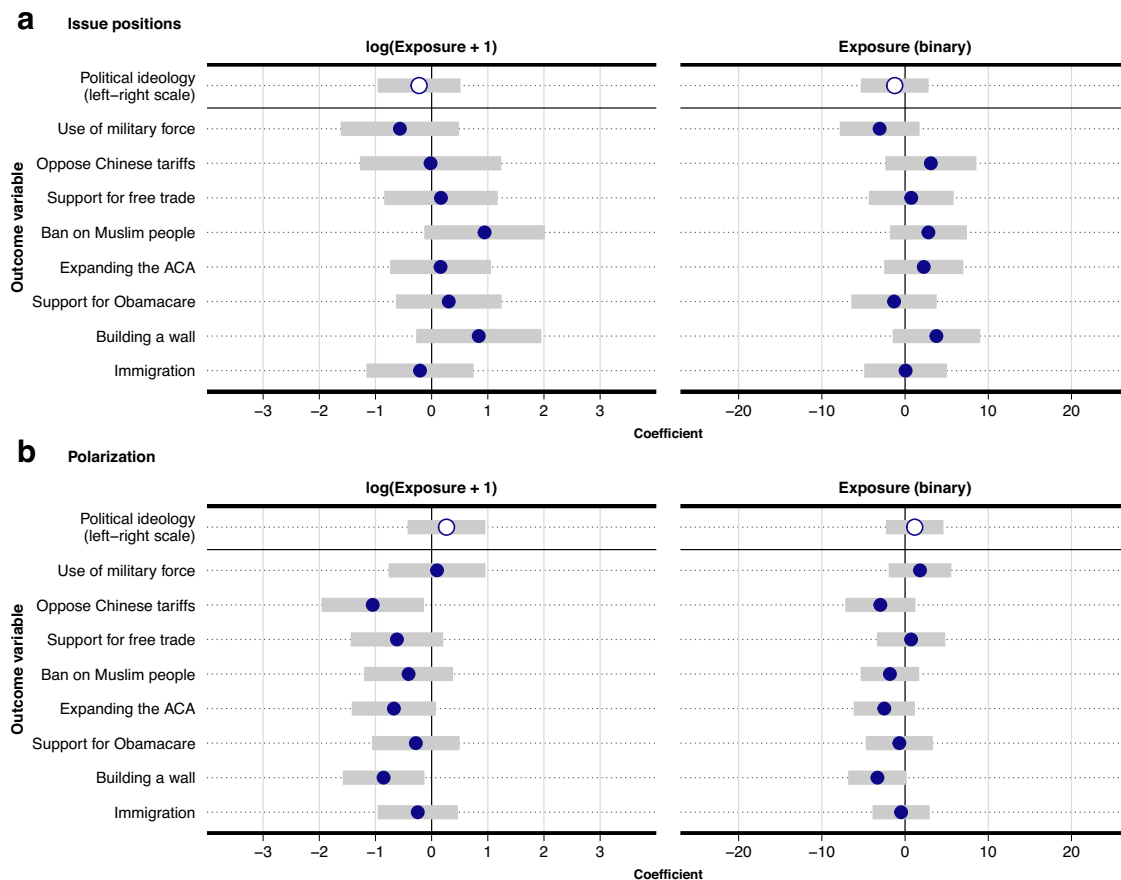 a Issue positions
log(Exposure + 1) Exposure (binary)
Outcome variable
Political ideology
(left−right scale)
Use of military force
Oppose Chinese tariffs
Support for free trade
Ban on Muslim people
Expanding the ACA
Support for Obamacare
Building a wall
Immigration
−3 −2 −1 0 1 2 3 −20 −10 0 10 20
Coefficient
b Polarization
log(Exposure + 1) Exposure (binary)
Outcome variable
Political ideology
(left−right scale)
Use of military force
Oppose Chinese tariffs
Support for free trade
Ban on Muslim people
Expanding the ACA
Support for Obamacare
Building a wall
Immigration
−3 −2 −1 0 1 2 3 −20 −10 0 10 20
Coefficient